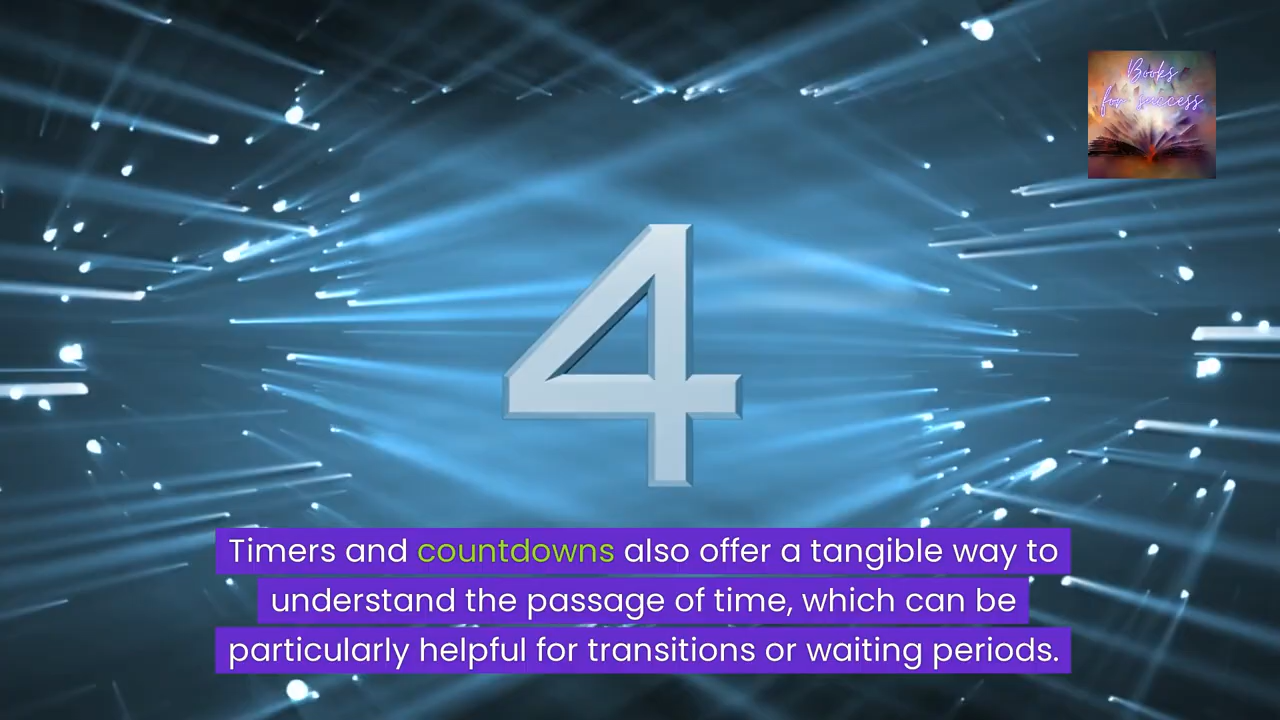 Books
for success
4
Timers and countdowns also offer a tangible way to
understand the passage of time, which can be
particularly helpful for transitions or waiting periods.